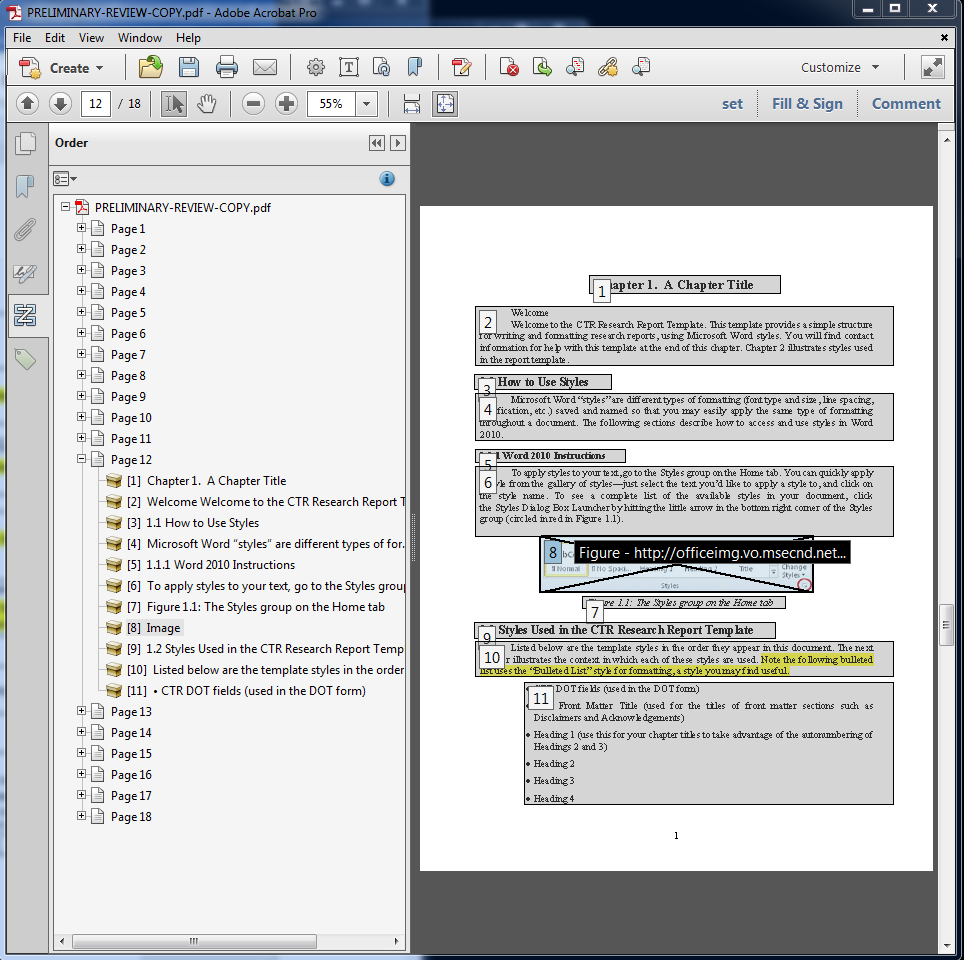 PRELIMINARY-REVIEW-COPY.pdf - Adobe Acrobat Pro
File Edit View Window Help
Create
Customize
12 / 18
55%
set
Fill & Sign
Comment
Order
PRELIMINARY-REVIEW-COPY.pdf
Page 1
Page 2
Page 3
Page 4
Page 5
Page 6
Page 7
Page 8
Page 9
Page 10
Page 11
Page 12
[1] Chapter 1. A Chapter Title
[2] Welcome Welcome to the CTR Research Report T
[3] 1.1 How to Use Styles
[4] Microsoft Word “styles” are different types of for...
[5] 1.1.1 Word 2010 Instructions
[6] To apply styles to your text, go to the Styles group
[7] Figure 1.1: The Styles group on the Home tab
[8] Image
[9] 1.2 Styles Used in the CTR Research Report Temp
[10] Listed below are the template styles in the order
[11] • CTR DOT fields (used in the DOT form)
Page 13
Page 14
Page 15
Page 16
Page 17
Page 18
1
apter 1. A Chapter Title
2
Welcome
Welcome to the CTR Research Report Template. This template provides a simple structure
for writing and formatting research reports, using Microsoft Word styles. You will find contact
information for help with this template at the end of this chapter. Chapter 2 illustrates styles used
in the report template.
3
How to Use Styles
4
Microsoft Word “styles” are different types of formatting (font type and size, line spacing,
fication, etc.) saved and named so that you may easily apply the same type of formatting
throughout a document. The following sections describe how to access and use styles in Word
2010.
5
1 Word 2010 Instructions
6
To apply styles to your text, go to the Styles group on the Home tab. You can quickly apply
le from the gallery of styles—just select the text you’d like to apply a style to, and click on
the style name. To see a complete list of the available styles in your document, click
the Styles Dialog Box Launcher by hitting the little arrow in the bottom right corner of the Styles
group (circled in red in Figure 1.1).
8
Figure - http://officeimg.vo.msecnd.net...
¶ Normal ¶ No Spaci... Heading 1 Heading 2 Title Change
Styles
Styles
7
re 1.1: The Styles group on the Home tab
9
Styles Used in the CTR Research Report Template
10
Listed below are the template styles in the order they appear in this document. The next
r illustrates the context in which each of these styles are used. Note the following bulleted
list uses the “Bulleted List” style for formatting, a style you may find useful.
11
DOT fields (used in the DOT form)
Front Matter Title (used for the titles of front matter sections such as
Disclaimers and Acknowledgements)
• Heading 1 (use this for your chapter titles to take advantage of the autonumbering of
Headings 2 and 3)
• Heading 2
• Heading 3
• Heading 4
1